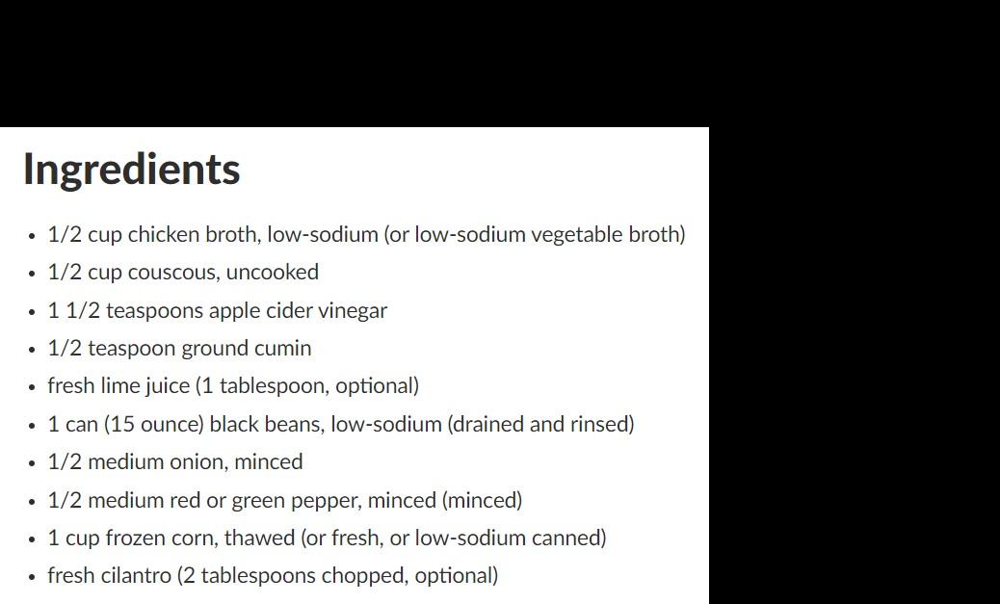 Ingredients
• 1/2 cup chicken broth, low-sodium (or low-sodium vegetable broth)
• 1/2 cup couscous, uncooked
• 1 1/2 teaspoons apple cider vinegar
• 1/2 teaspoon ground cumin
• fresh lime juice (1 tablespoon, optional)
• 1 can (15 ounce) black beans, low-sodium (drained and rinsed)
• 1/2 medium onion, minced
• 1/2 medium red or green pepper, minced (minced)
• 1 cup frozen corn, thawed (or fresh, or low-sodium canned)
• fresh cilantro (2 tablespoons chopped, optional)